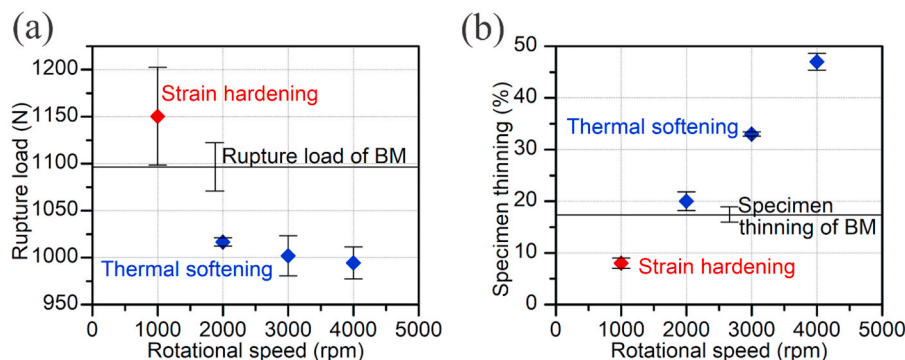 (a)
Rupture load (N)
1200
1150
1100
1050
1000
950
Strain hardening
Rupture load of BM
Thermal softening
0 1000 2000 3000 4000 5000
Rotational speed (rpm)
(b)
Specimen thinning (%)
50
40
30
20
10
0
Thermal softening
Specimen
thinning of BM
Strain hardening
0 1000 2000 3000 4000 5000
Rotational speed (rpm)